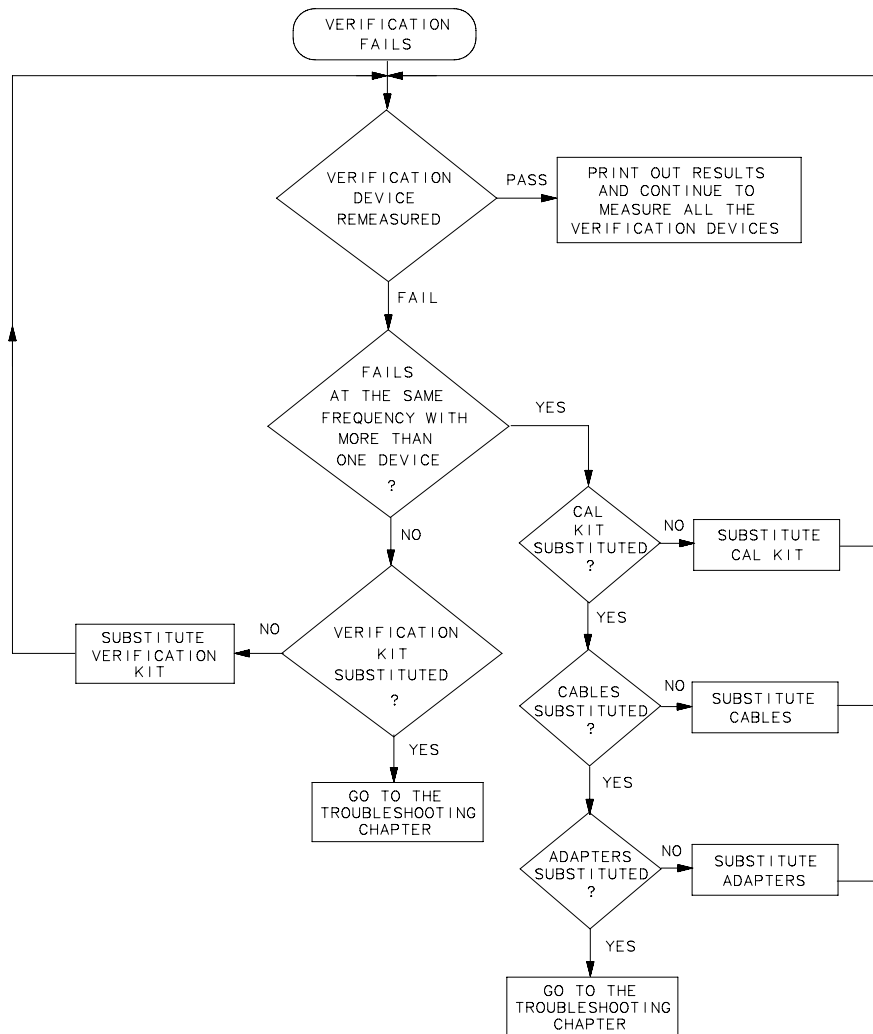 VERIFICATION
FAILS
VERIFICATION
DEVICE
REMEASURED
PASS
PRINT OUT RESULTS
AND CONTINUE TO
MEASURE ALL THE
VERIFICATION DEVICES
FAIL
FAILS
AT THE SAME
FREQUENCY WITH
MORE THAN
ONE DEVICE
?
YES
CAL
KIT
SUBSTITUTED
?
NO
SUBSTITUTE
CAL KIT
NO
YES
VERIFICATION
KIT
SUBSTITUTED
?
NO
SUBSTITUTE
VERIFICATION
KIT
CABLES
SUBSTITUTED
?
NO
SUBSTITUTE
CABLES
YES
YES
GO TO THE
TROUBLESHOOTING
CHAPTER
ADAPTERS
SUBSTITUTED
?
NO
SUBSTITUTE
ADAPTERS
YES
GO TO THE
TROUBLESHOOTING
CHAPTER